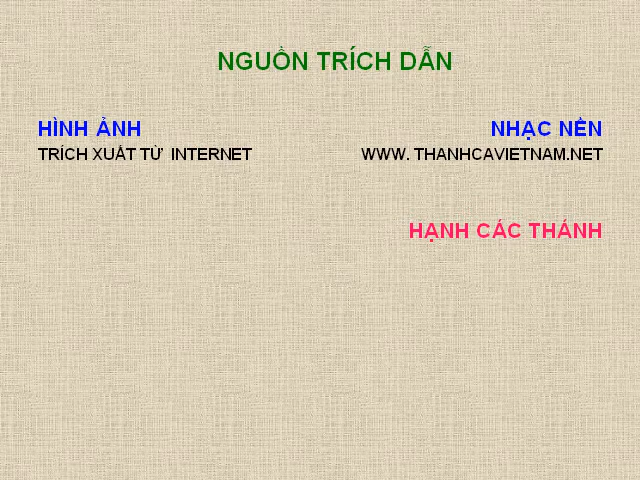 NGUỒN TRÍCH DẪN
HÌNH ẢNH
TRÍCH XUẤT TỪ INTERNET
NHẠC NỀN
WWW. THANHCAVIETNAM.NET
HẠNH CÁC THÁNH